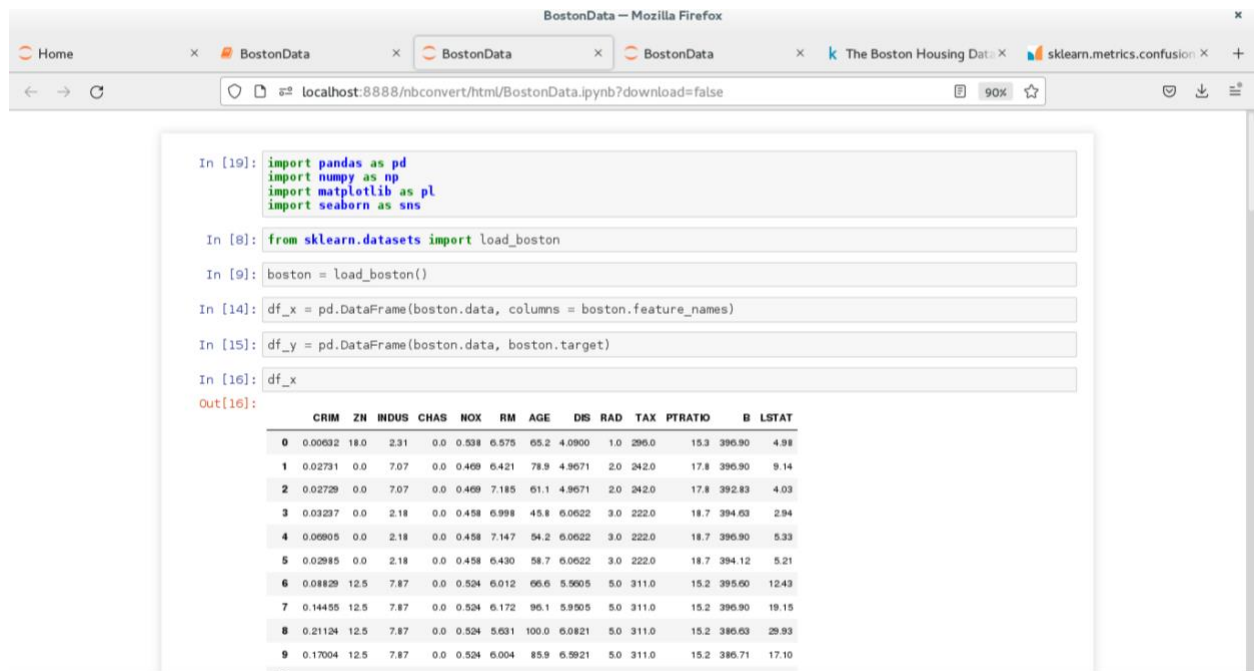 BostonData — Mozilla Firefox
Home
BostonData
BostonData
BostonData
The Boston Housing Data
sklearn.metrics.confusion
localhost:8888/nbconvert/html/BostonData.ipynb?download=false
90%
In [19]: import pandas as pd
import numpy as np
import matplotlib as pl
import seaborn as sns
In [8]: from sklearn.datasets import load_boston
In [9]: boston = load_boston()
In [14]: df_x = pd.DataFrame(boston.data, columns = boston.feature_names)
In [15]: df_y = pd.DataFrame(boston.data, boston.target)
In [16]: df_x
Out[16]:
CRIM ZN INDUS CHAS NOX RM AGE DIS RAD TAX PTRATIO B LSTAT
0 0.00632 18.0 2.31 0.0 0.538 6.575 65.2 4.0900 1.0 296.0 15.3 396.90 4.98
1 0.02731 0.0 7.07 0.0 0.469 6.421 78.9 4.9671 2.0 242.0 17.8 396.90 9.14
2 0.02729 0.0 7.07 0.0 0.469 7.185 61.1 4.9671 2.0 242.0 17.8 392.83 4.03
3 0.03237 0.0 2.18 0.0 0.458 6.998 45.8 6.0622 3.0 222.0 18.7 394.63 2.94
4 0.06905 0.0 2.18 0.0 0.458 7.147 54.2 6.0622 3.0 222.0 18.7 396.90 5.33
5 0.02985 0.0 2.18 0.0 0.458 6.430 58.7 6.0622 3.0 222.0 18.7 394.12 5.21
6 0.08829 12.5 7.87 0.0 0.524 6.012 66.6 5.5605 5.0 311.0 15.2 395.60 12.43
7 0.14455 12.5 7.87 0.0 0.524 6.172 96.1 5.9505 5.0 311.0 15.2 396.90 19.15
8 0.21124 12.5 7.87 0.0 0.524 5.631 100.0 6.0821 5.0 311.0 15.2 386.63 29.93
9 0.17004 12.5 7.87 0.0 0.524 6.004 85.9 6.5921 5.0 311.0 15.2 386.71 17.10